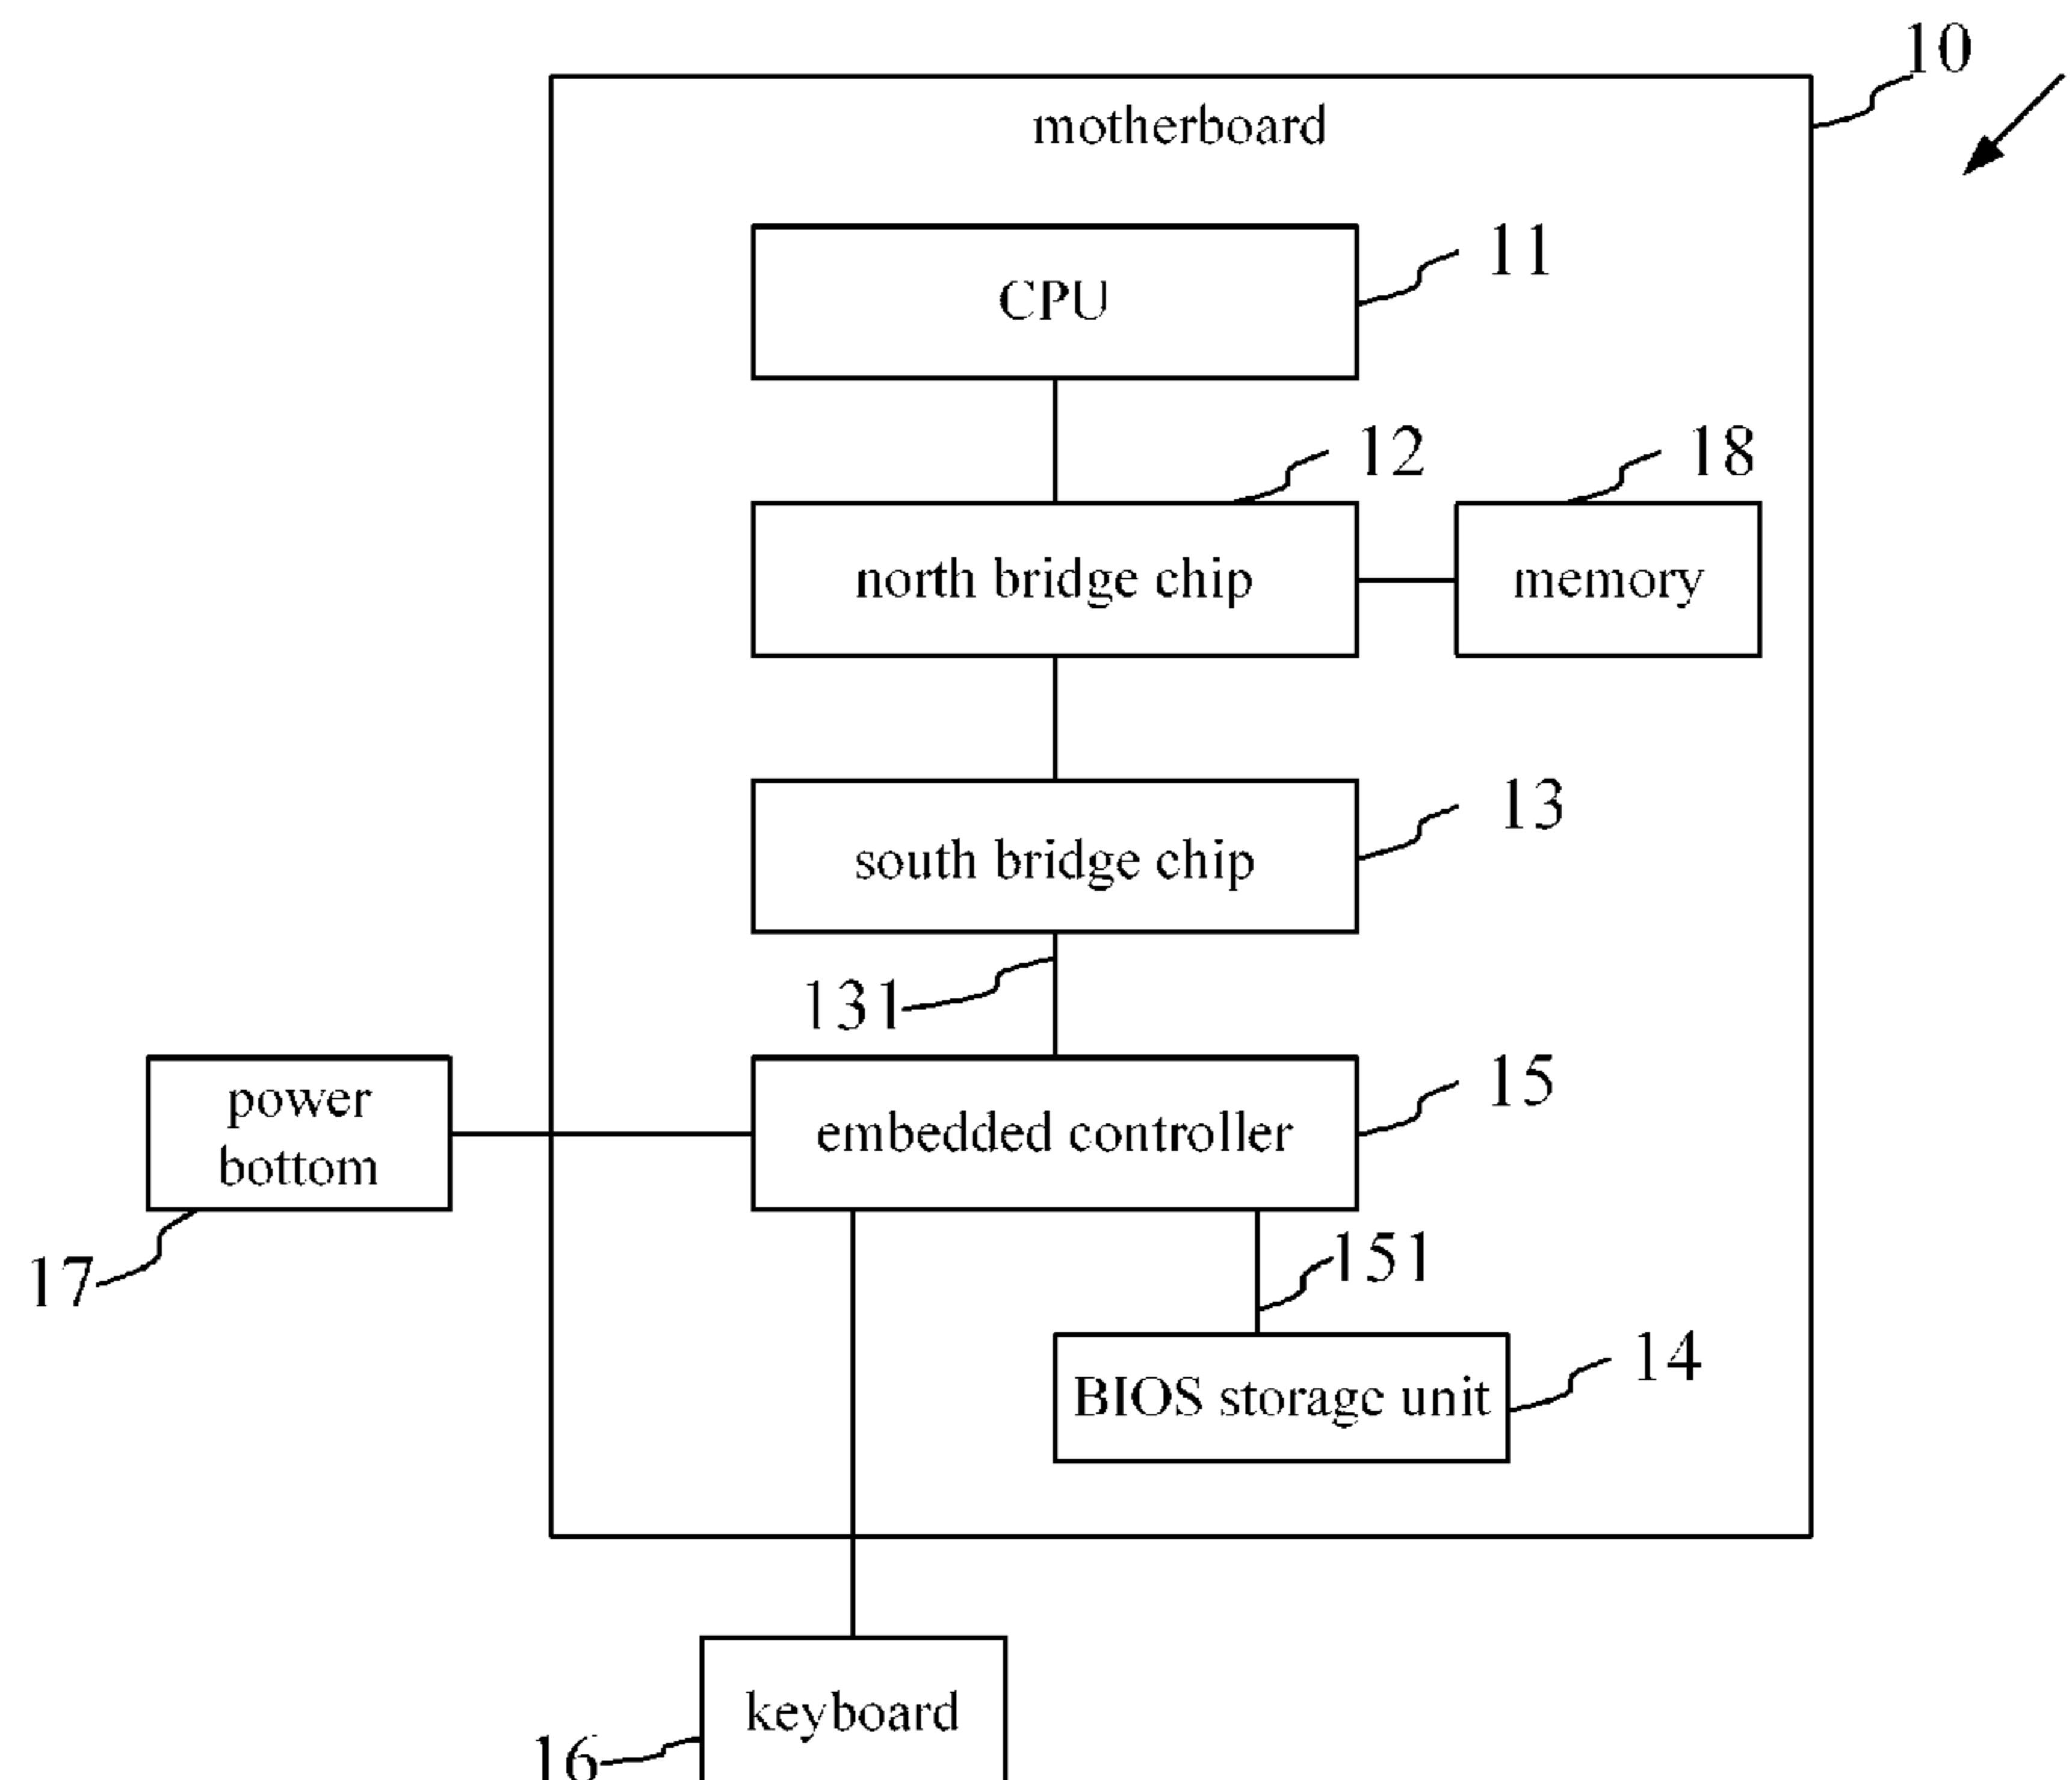 10
motherboard
11
CPU
12
18
north bridge chip
memory
13
south bridge chip
131
15
power
bottom
embedded controller
151
17
14
BIOS storage unit
keyboard
16